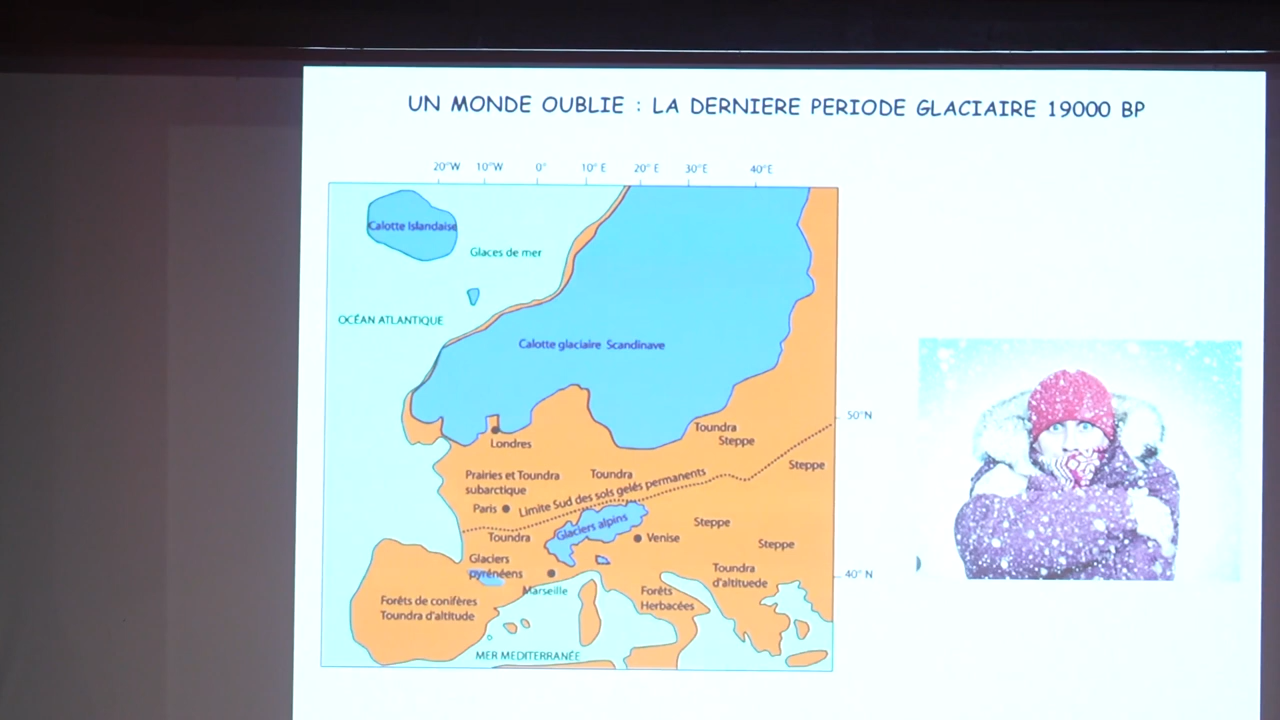 UN MONDE OUBLIE : LA DERNIERE PERIODE GLACIAIRE 19000 BP
20°W 10°W 0° 10° E 20° E 30°E 40°E
Calotte Islandaise
Glaces de mer
OCÉAN ATLANTIQUE
Calotte glaciaire Scandinave
50°N
Londres
Toundra
Steppe
Steppe
Prairies et Toundra
subarctique
Toundra
Limite Sud des sols gelés permanents
Paris
Glaciers alpins
Steppe
Toundra
Venise
Steppe
Glaciers
pyrénéens
40° N
Toundra
d'altituede
Marseille
Forêts
Herbacées
Forêts de conifères
Toundra d'altitude
MER MEDITERRANÉE